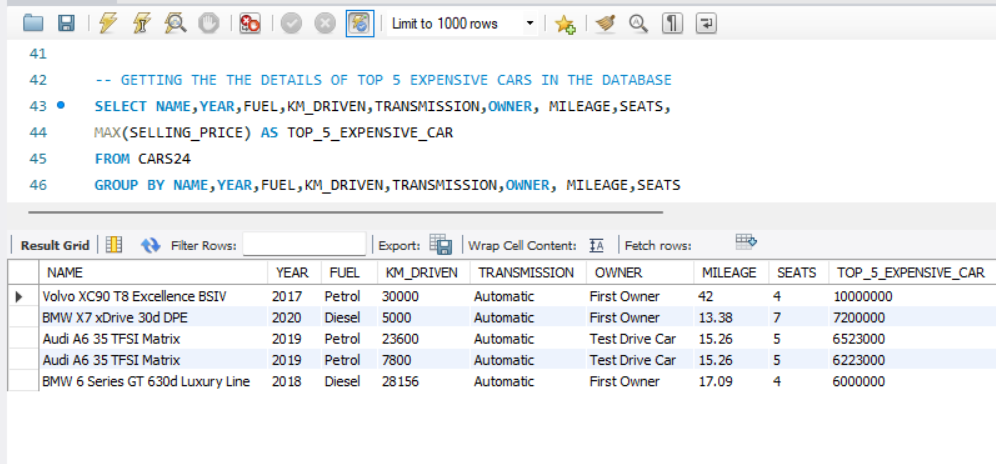 Limit to 1000 rows
41
42 -- GETTING THE THE DETAILS OF TOP 5 EXPENSIVE CARS IN THE DATABASE
43 SELECT NAME,YEAR,FUEL,KM_DRIVEN,TRANSMISSION,OWNER, MILEAGE,SEATS,
44 MAX(SELLING_PRICE) AS TOP_5_EXPENSIVE_CAR
45 FROM CARS24
46 GROUP BY NAME,YEAR,FUEL,KM_DRIVEN,TRANSMISSION,OWNER, MILEAGE,SEATS
Result Grid Filter Rows: Export: Wrap Cell Content: Fetch rows:
NAME YEAR FUEL KM_DRIVEN TRANSMISSION OWNER MILEAGE SEATS TOP_5_EXPENSIVE_CAR
Volvo XC90 T8 Excellence BSIV 2017 Petrol 30000 Automatic First Owner 42 4 10000000
BMW X7 xDrive 30d DPE 2020 Diesel 5000 Automatic First Owner 13.38 7 7200000
Audi A6 35 TFSI Matrix 2019 Petrol 23600 Automatic Test Drive Car 15.26 5 6523000
Audi A6 35 TFSI Matrix 2019 Petrol 7800 Automatic Test Drive Car 15.26 5 6223000
BMW 6 Series GT 630d Luxury Line 2018 Diesel 28156 Automatic First Owner 17.09 4 6000000